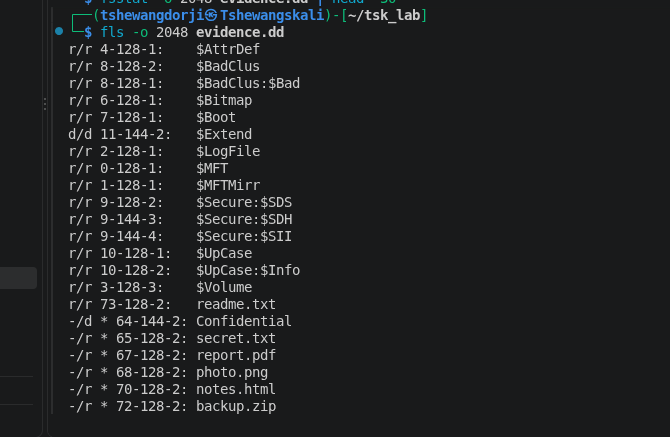 ┌──(tshewangdorji㉿Tshewangskali)-[~/tsk_lab]
└─$ fls -o 2048 evidence.dd
r/r 4-128-1:    $AttrDef
r/r 8-128-2:    $BadClus
r/r 8-128-1:    $BadClus:$Bad
r/r 6-128-1:    $Bitmap
r/r 7-128-1:    $Boot
d/d 11-144-2:   $Extend
r/r 2-128-1:    $LogFile
r/r 0-128-1:    $MFT
r/r 1-128-1:    $MFTMirr
r/r 9-128-2:    $Secure:$SDS
r/r 9-144-3:    $Secure:$SDH
r/r 9-144-4:    $Secure:$SII
r/r 10-128-1:   $UpCase
r/r 10-128-2:   $UpCase:$Info
r/r 3-128-3:    $Volume
r/r 73-128-2:   readme.txt
-/d * 64-144-2: Confidential
-/r * 65-128-2: secret.txt
-/r * 67-128-2: report.pdf
-/r * 68-128-2: photo.png
-/r * 70-128-2: notes.html
-/r * 72-128-2: backup.zip